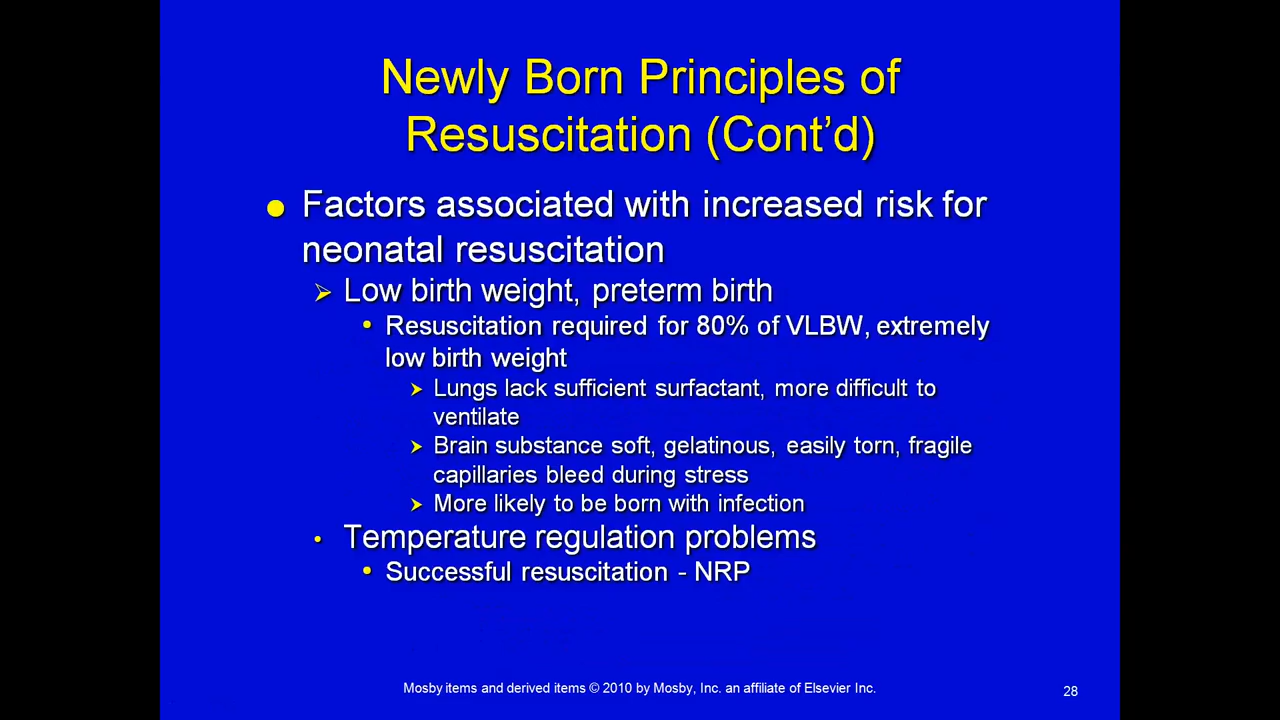 Newly Born Principles of
Resuscitation (Cont’d)
Factors associated with increased risk for
neonatal resuscitation
Low birth weight, preterm birth
Resuscitation required for 80% of VLBW, extremely
low birth weight
Lungs lack sufficient surfactant, more difficult to
ventilate
Brain substance soft, gelatinous, easily torn, fragile
capillaries bleed during stress
More likely to be born with infection
Temperature regulation problems
Successful resuscitation - NRP
Mosby items and derived items © 2010 by Mosby, Inc. an affiliate of Elsevier Inc.
28